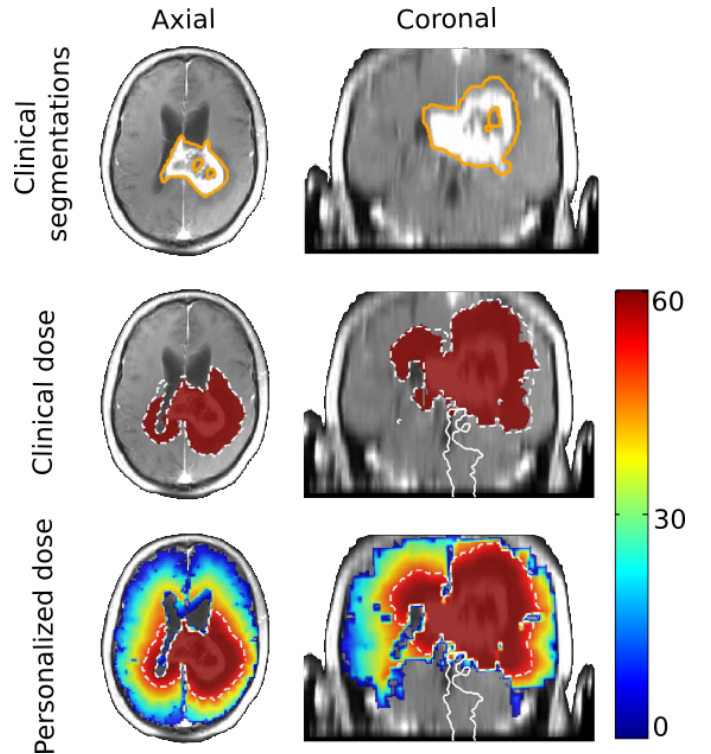 Axial
Coronal
Clinical
segmentations
Clinical dose
60
30
Personalized dose
0